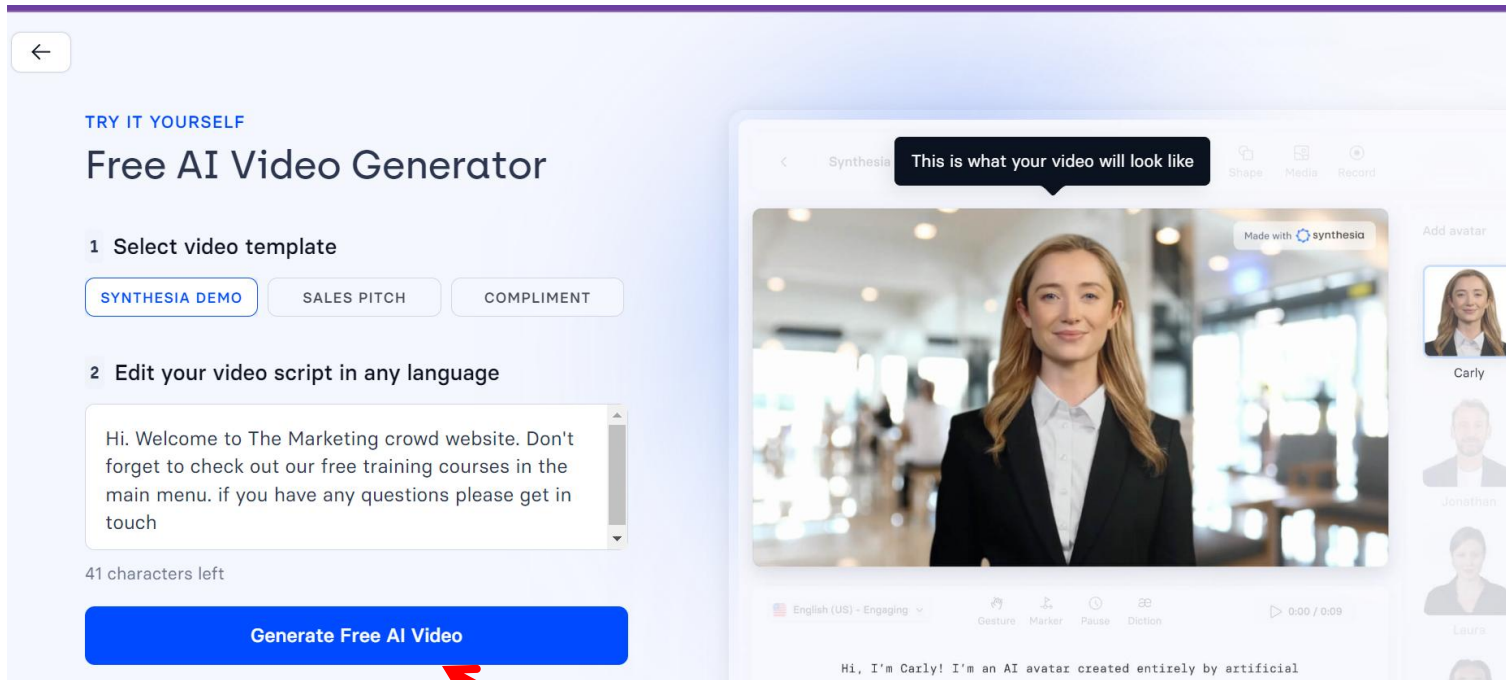 TRY IT YOURSELF
Free AI Video Generator
1 Select video template
SYNTHESIA DEMO SALES PITCH COMPLIMENT
2 Edit your video script in any language
Hi. Welcome to The Marketing crowd website. Don't
forget to check out our free training courses in the
main menu. if you have any questions please get in
touch
41 characters left
Generate Free AI Video
Synthesia
This is what your video will look like
Shape Media Record
Made with synthesia
Add avatar
Carly
Jonathan
Laura
English (US) - Engaging
Gesture Marker Pause Diction
0:00 / 0:09
Hi, I'm Carly! I'm an AI avatar created entirely by artificial